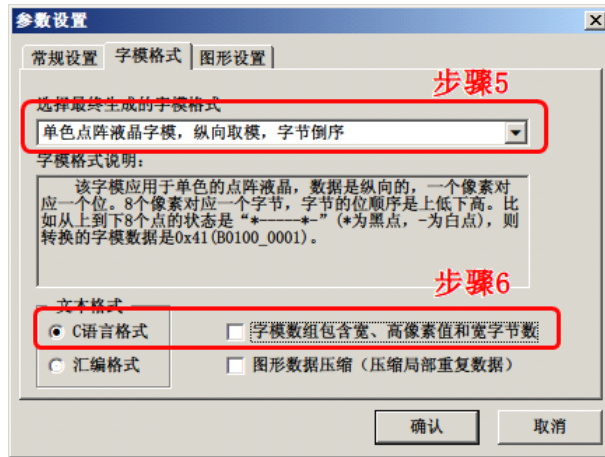 参数设置
常规设置 字模格式 图形设置
步骤5
选择最终生成的字模格式
单色点阵液晶字模，纵向取模，字节倒序
字模格式说明：
该字模应用于单色的点阵液晶，数据是纵向的，一个像素对
应一个位。8个像素对应一个字节，字节的位顺序是上低下高。比
如从上到下8个点的状态是“*-----*-”(*为黑点，-为白点)，则
转换的字模数据是0x41(B0100_0001)。
步骤6
文本格式
C语言格式 字模数组包含宽、高像素值和宽字节数
汇编格式 图形数据压缩（压缩局部重复数据）
确认 取消